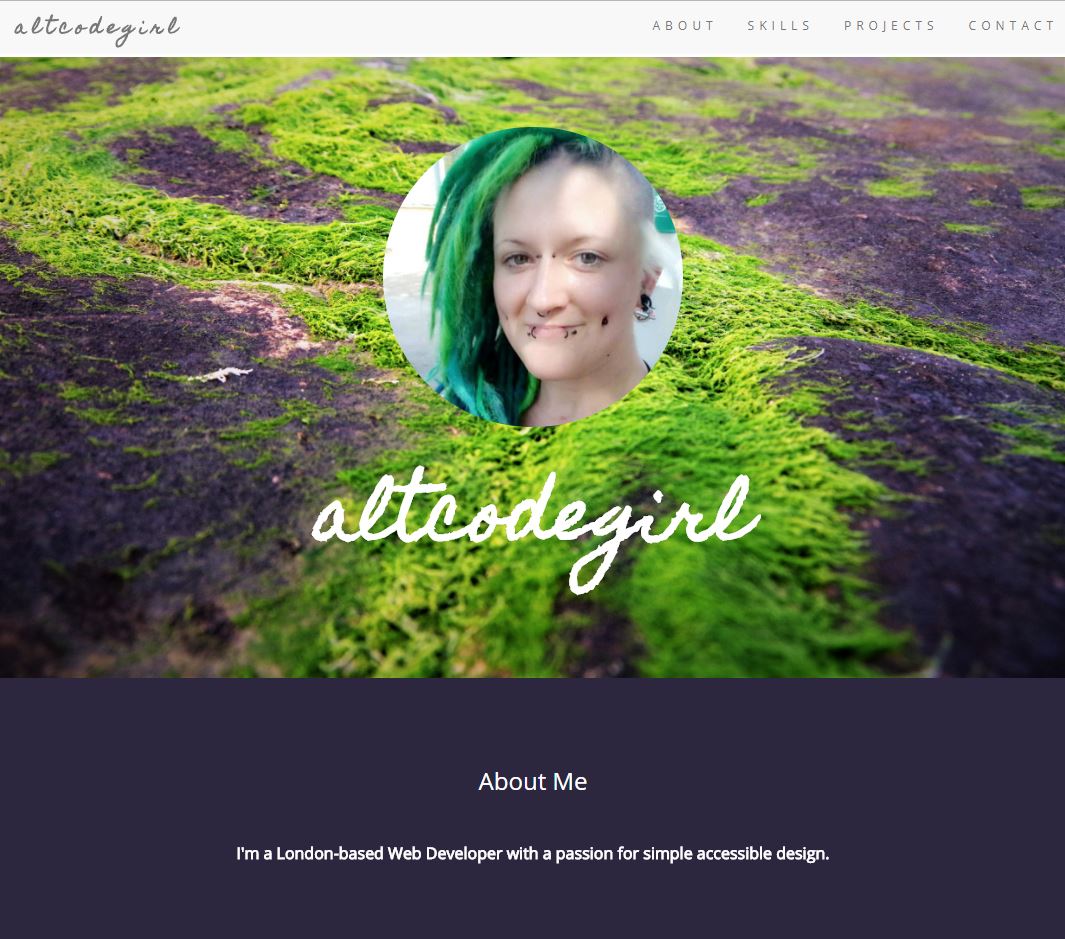 altcodegirl
ABOUT SKILLS PROJECTS CONTACT
altcodegirl
About Me
I'm a London-based Web Developer with a passion for simple accessible design.